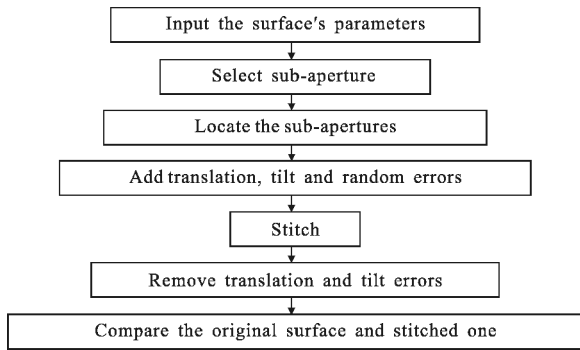 Input the surface's parameters
Select sub-aperture
Locate the sub-apertures
Add translation, tilt and random errors
Stitch
Remove translation and tilt errors
Compare the original surface and stitched one